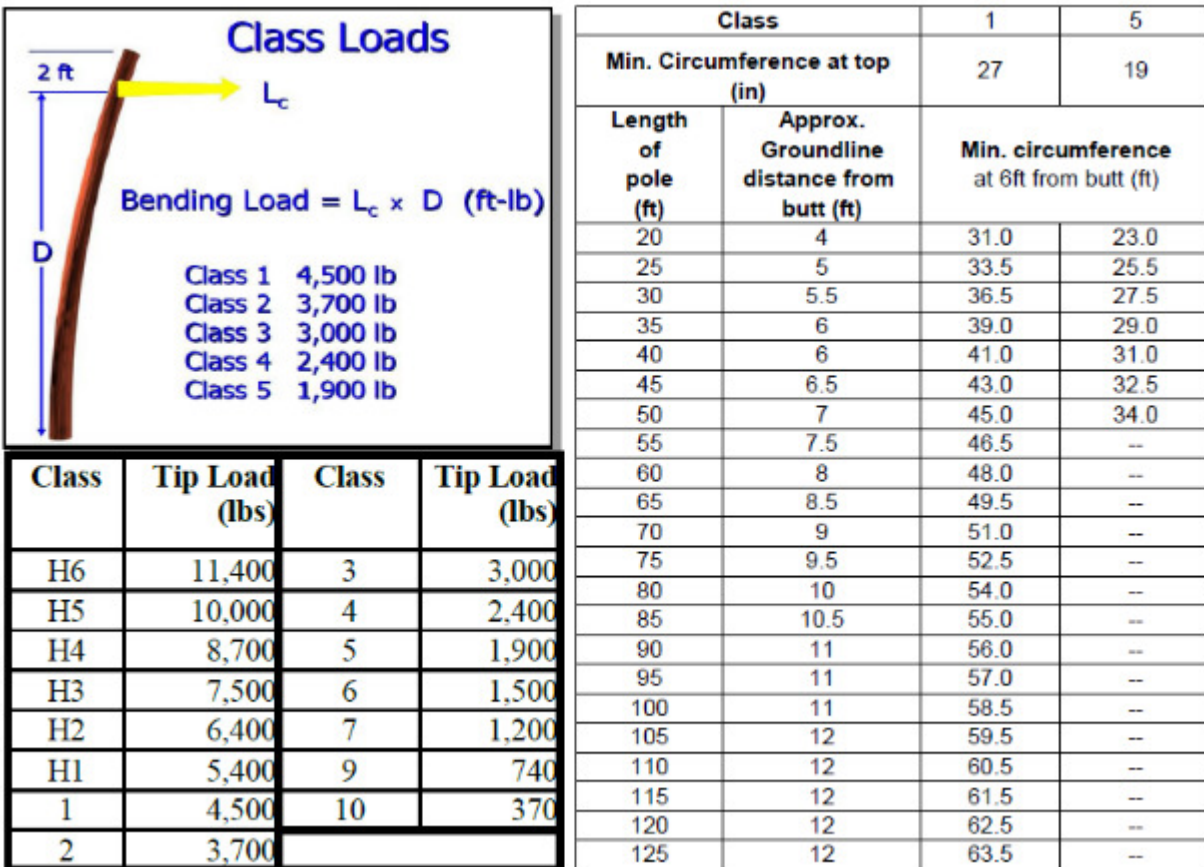 Class Loads
2 ft
Lc
Bending Load = Lc × D (ft-lb)
D
Class 1 4,500 lb
Class 2 3,700 lb
Class 3 3,000 lb
Class 4 2,400 lb
Class 5 1,900 lb
Class Tip Load Class Tip Load
(lbs) (lbs)
H6 11,400 3 3,000
H5 10,000 4 2,400
H4 8,700 5 1,900
H3 7,500 6 1,500
H2 6,400 7 1,200
H1 5,400 9 740
1 4,500 10 370
2 3,700
Class 1 5
Min. Circumference at top
(in) 27 19
Length Approx.
of Groundline Min. circumference
pole distance from at 6ft from butt (ft)
(ft) butt (ft)
20 4 31.0 23.0
25 5 33.5 25.5
30 5.5 36.5 27.5
35 6 39.0 29.0
40 6 41.0 31.0
45 6.5 43.0 32.5
50 7 45.0 34.0
55 7.5 46.5 --
60 8 48.0 --
65 8.5 49.5 --
70 9 51.0 --
75 9.5 52.5 --
80 10 54.0 --
85 10.5 55.0 --
90 11 56.0 --
95 11 57.0 --
100 11 58.5 --
105 12 59.5 --
110 12 60.5 --
115 12 61.5 --
120 12 62.5 --
125 12 63.5 --